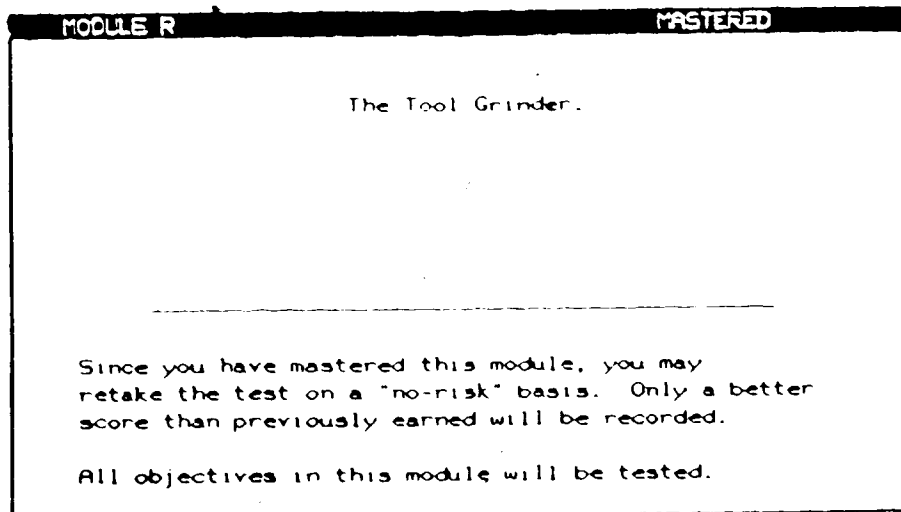 MODULE R MASTERED
The Tool Grinder.
Since you have mastered this module, you may
retake the test on a "no-risk" basis. Only a better
score than previously earned will be recorded.
All objectives in this module will be tested.